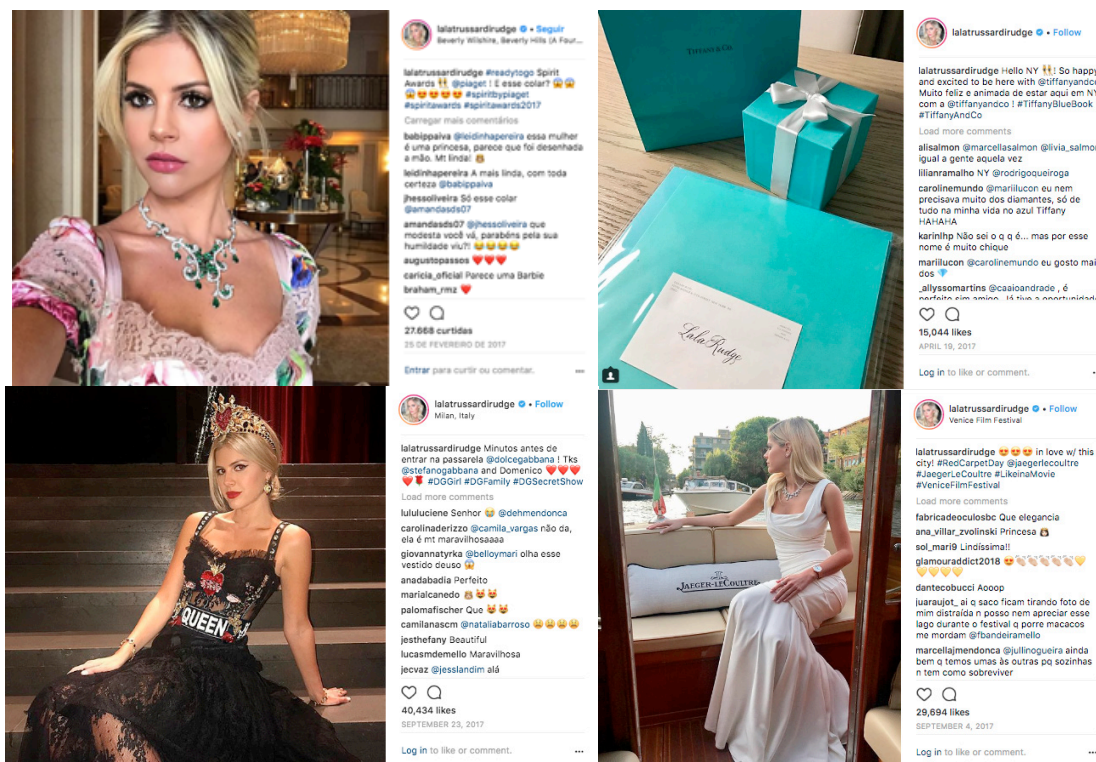 lalatrussardirudge • Seguir
Beverly Wilshire, Beverly Hills (A Four...
lalatrussardirudge #readytogo Spirit
Awards 👯 @piaget ! E esse colar? 😱😱
😱😍😍😍😍 #spiritbypiaget
#spiritawards #spiritawards2017
Carregar mais comentários
babippaiva @leidinhapereira essa mulher
é uma princesa, parece que foi desenhada
a mão. Mt linda! 🙈
leidinhapereira A mais linda, com toda
certeza @babippaiva
jhessoliveira Só esse colar
@amandasds07
amandasds07 @jhessoliveira que
modesta você vá, parabéns pela sua
humildade viu?! 😂😂😂😂
augustopassos ❤️❤️❤️
caricia_oficial Parece uma Barbie
braham_rmz ❤️
27.668 curtidas
25 DE FEVEREIRO DE 2017
Entrar para curtir ou comentar.
TIFFANY & CO.
Lala Rudge
lalatrussardirudge • Follow
lalatrussardirudge Hello NY 👯! So happy
and excited to be here with @tiffanyandco
Muito feliz e animada de estar aqui em NY
com a @tiffanyandco ! #TiffanyBlueBook
#TiffanyAndCo
Load more comments
alisalmon @marcellasalmon @livia_salmon
igual a gente aquela vez
lilianramalho NY @rodrigoqueiroga
carolinemundo @mariilucon eu nem
precisava muito dos diamantes, só de
tudo na minha vida no azul Tiffany
HAHAHA
karinlhp Não sei o q q é... mas por esse
nome é muito chique
mariilucon @carolinemundo eu gosto mais
dos 💎
_allyssomartins @caaioandrade , é
perfeito sim amigo. Já tive a oportunidade
15,044 likes
APRIL 19, 2017
Log in to like or comment.
QUEEN
lalatrussardirudge • Follow
Milan, Italy
lalatrussardirudge Minutos antes de
entrar na passarela @dolcegabbana ! Tks
@stefanogabbana and Domenico ❤️❤️❤️
❤️🌹 #DGGirl #DGFamily #DGSecretShow
Load more comments
lululuciene Senhor 😭 @dehmendonca
carolinaderizzo @camila_vargas não da,
ela é mt maravilhosaaaa
giovannatyrka @belloymari olha esse
vestido deuso 😱
anadabadia Perfeito
marialcanedo 🙈😻😻
palomafischer Que 😻😻
camilanascm @nataliabarroso 😩😩😩😩
jesthefany Beautiful
lucasmdemello Maravilhosa
jecvaz @jesslandim alá
40,434 likes
SEPTEMBER 23, 2017
Log in to like or comment.
JAEGER-LECOULTRE
lalatrussardirudge • Follow
Venice Film Festival
lalatrussardirudge 😍😍😍 in love w/ this
city! #RedCarpetDay @jaegerlecoultre
#JaegerLeCoultre #LikeinaMovie
#VeniceFilmFestival
Load more comments
fabricadeoculosbc Que elegancia
ana_villar_zvolinski Princesa 👸
sol_mari9 Lindíssima!!
glamouraddict2018 😍👏🏻👏🏻👏🏻👏🏻👏🏻💛
💛💛💛💛
dantecobucci Aooop
juaraujot_ ai q saco ficam tirando foto de
mim distraída n posso nem apreciar esse
lago durante o festival q porre macacos
me mordam @fbandeiramello
marcellajmendonca @jullinogueira ainda
bem q temos umas às outras pq sozinhas
n tem como sobreviver
29,694 likes
SEPTEMBER 4, 2017
Log in to like or comment.